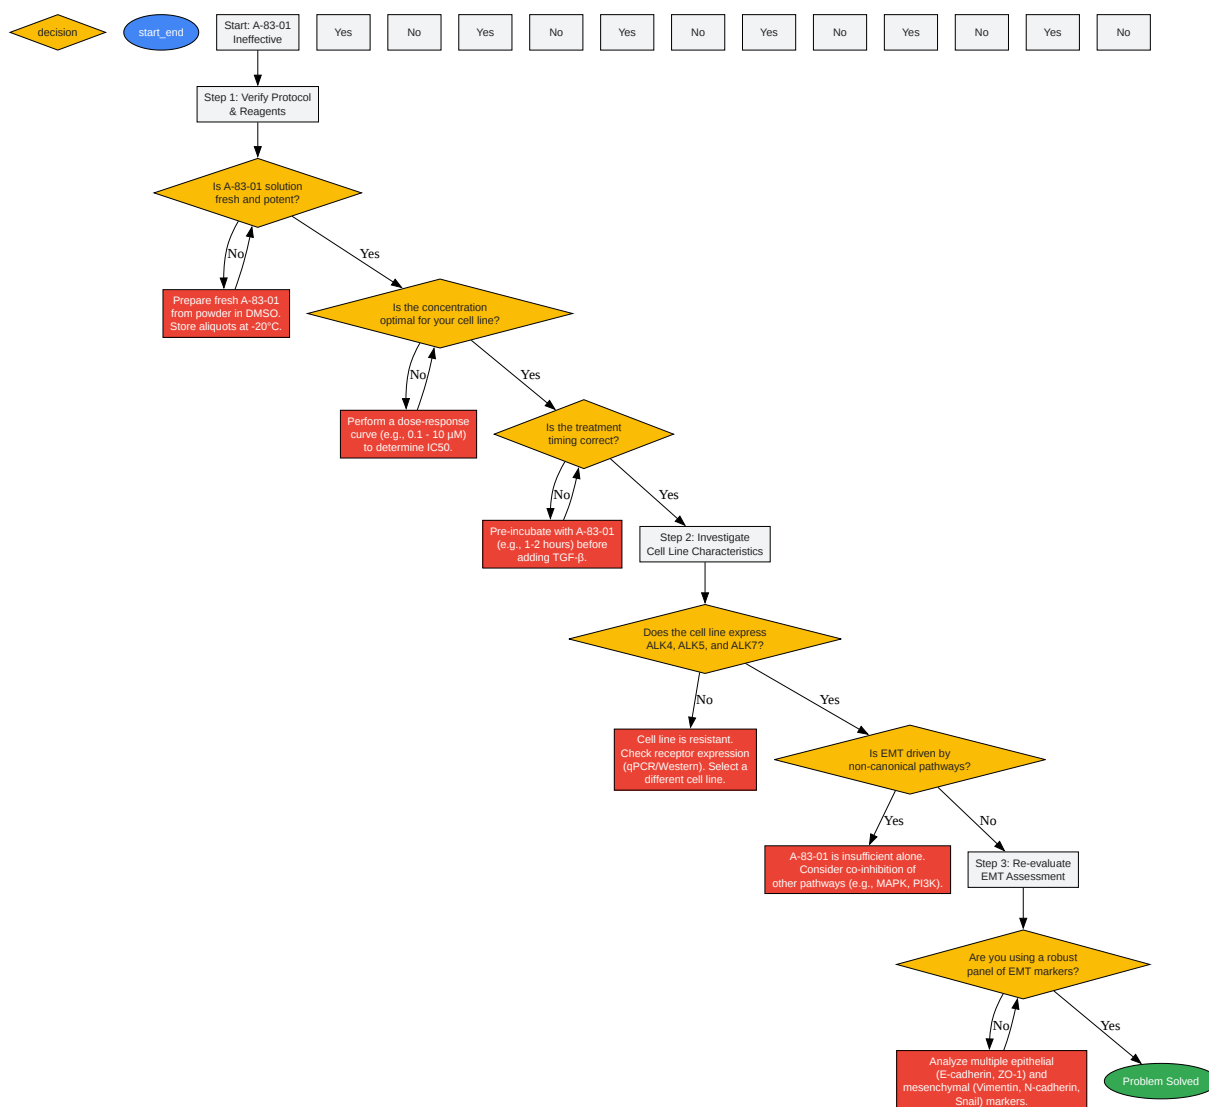 decision
start_end
Start: A-83-01
Ineffective
Yes
No
Yes
No
Yes
No
Yes
No
Yes
No
Yes
No
Step 1: Verify Protocol
& Reagents
Is A-83-01 solution
fresh and potent?
No
Yes
Prepare fresh A-83-01
from powder in DMSO.
Store aliquots at -20°C.
Is the concentration
optimal for your cell line?
No
Yes
Perform a dose-response
curve (e.g., 0.1 - 10 µM)
to determine IC50.
Is the treatment
timing correct?
No
Yes
Pre-incubate with A-83-01
(e.g., 1-2 hours) before
adding TGF-β.
Step 2: Investigate
Cell Line Characteristics
Does the cell line express
ALK4, ALK5, and ALK7?
No
Yes
Cell line is resistant.
Check receptor expression
(qPCR/Western). Select a
different cell line.
Is EMT driven by
non-canonical pathways?
Yes
No
A-83-01 is insufficient alone.
Consider co-inhibition of
other pathways (e.g., MAPK, PI3K).
Step 3: Re-evaluate
EMT Assessment
Are you using a robust
panel of EMT markers?
No
Yes
Analyze multiple epithelial
(E-cadherin, ZO-1) and
mesenchymal (Vimentin, N-cadherin,
Snail) markers.
Problem Solved